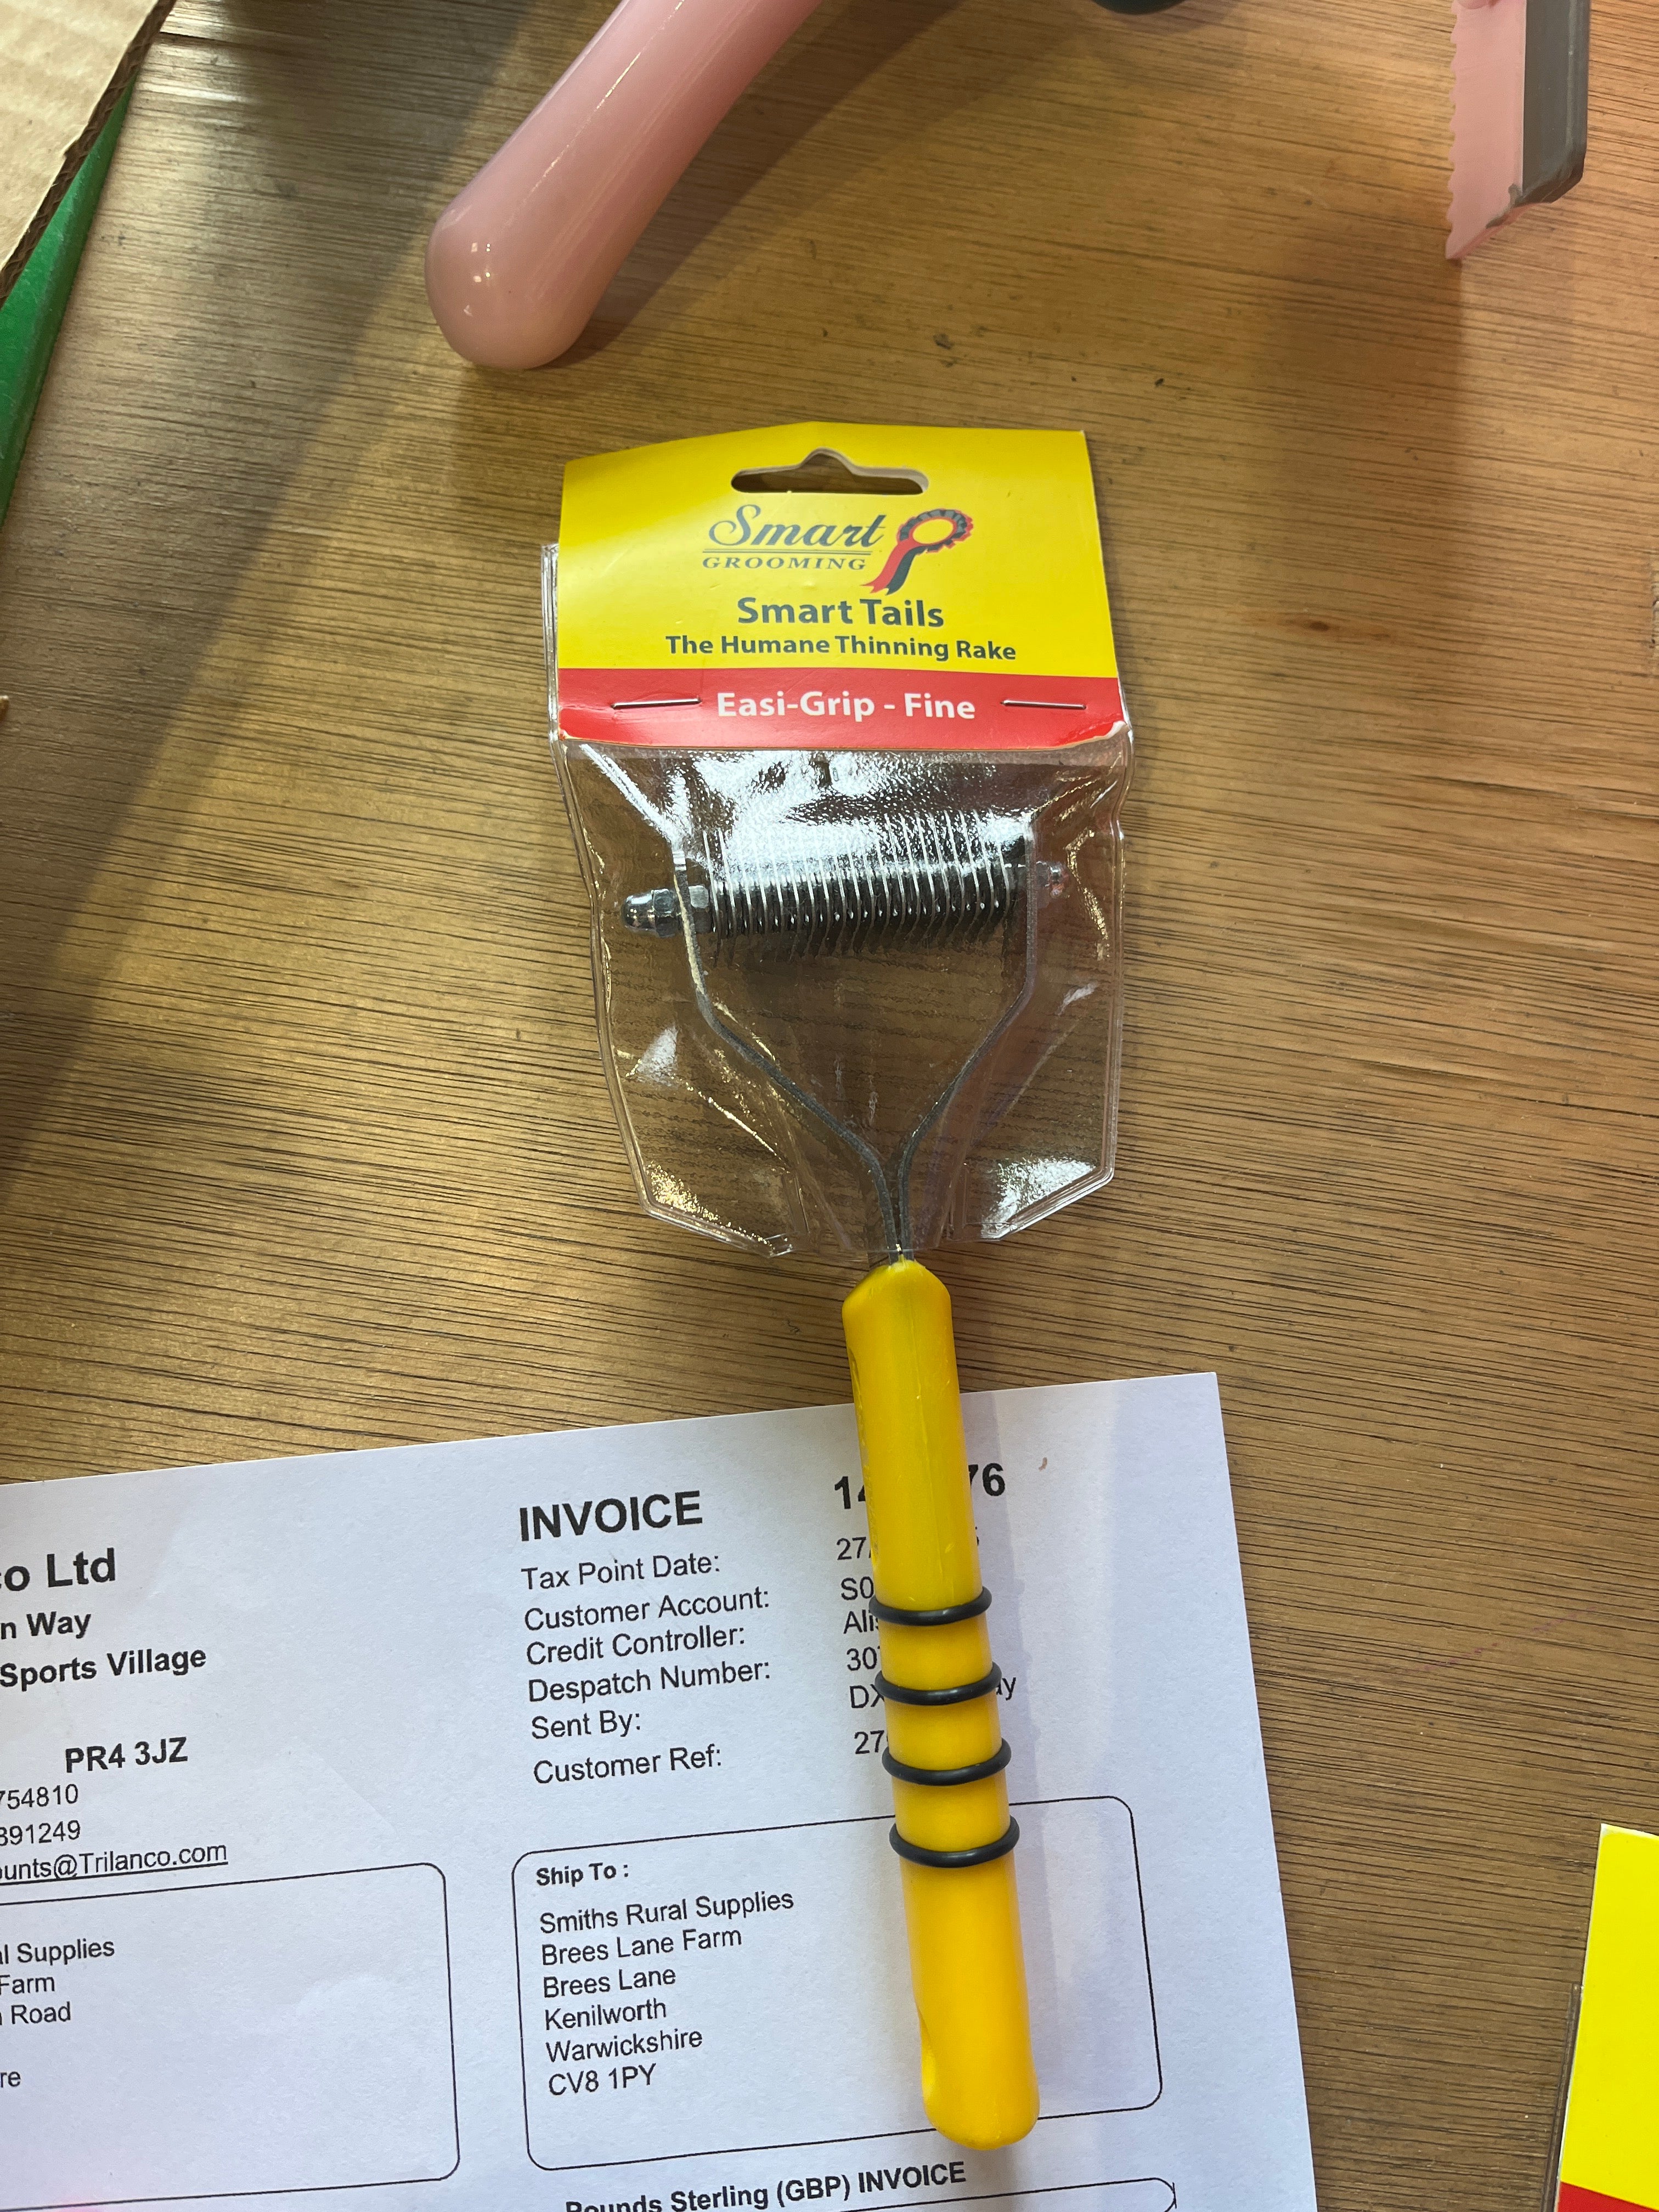 Smart
GROOMING
Smart Tails
The Humane Thinning Rake
Easi-Grip - Fine
INVOICE
Tax Point Date:
Customer Account:
Credit Controller:
Despatch Number:
Sent By:
Customer Ref:
Ltd
Way
Sports Village
PR4 3JZ
754810
391249
@Trilanco.com
Supplies
Farm
Road
Ship To :
Smiths Rural Supplies
Brees Lane Farm
Brees Lane
Kenilworth
Warwickshire
CV8 1PY
Pounds Sterling (GBP) INVOICE